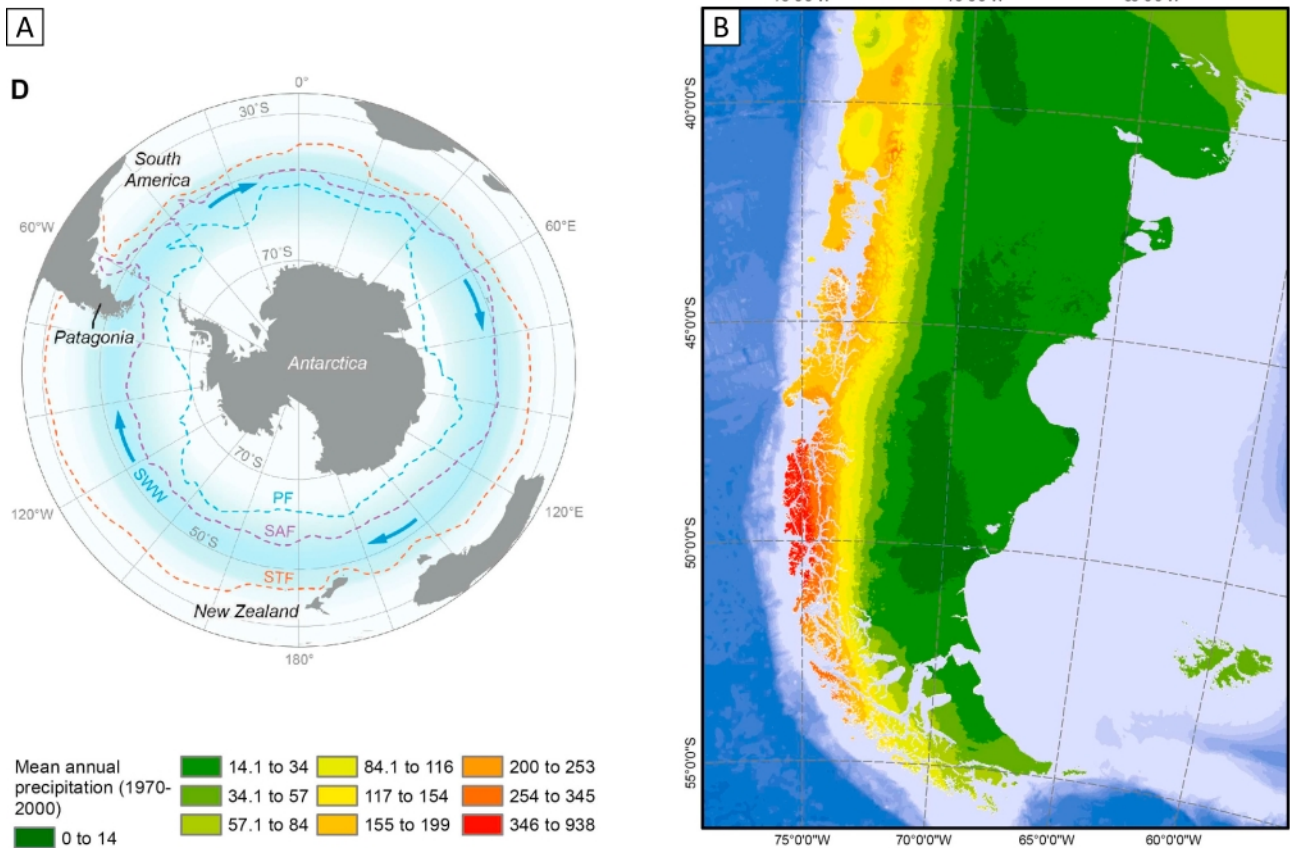 A
D
0°
30°S
South
America
60°W
60°E
70°S
Patagonia
Antarctica
70°S
SWW
PF
120°W
120°E
SAF
50°S
STF
New Zealand
180°
Mean annual
precipitation (1970-
2000)
0 to 14
14.1 to 34
34.1 to 57
57.1 to 84
84.1 to 116
117 to 154
155 to 199
200 to 253
254 to 345
346 to 938
B
40°0'0"S
45°0'0"S
50°0'0"S
55°0'0"S
75°0'0"W
70°0'0"W
65°0'0"W
60°0'0"W